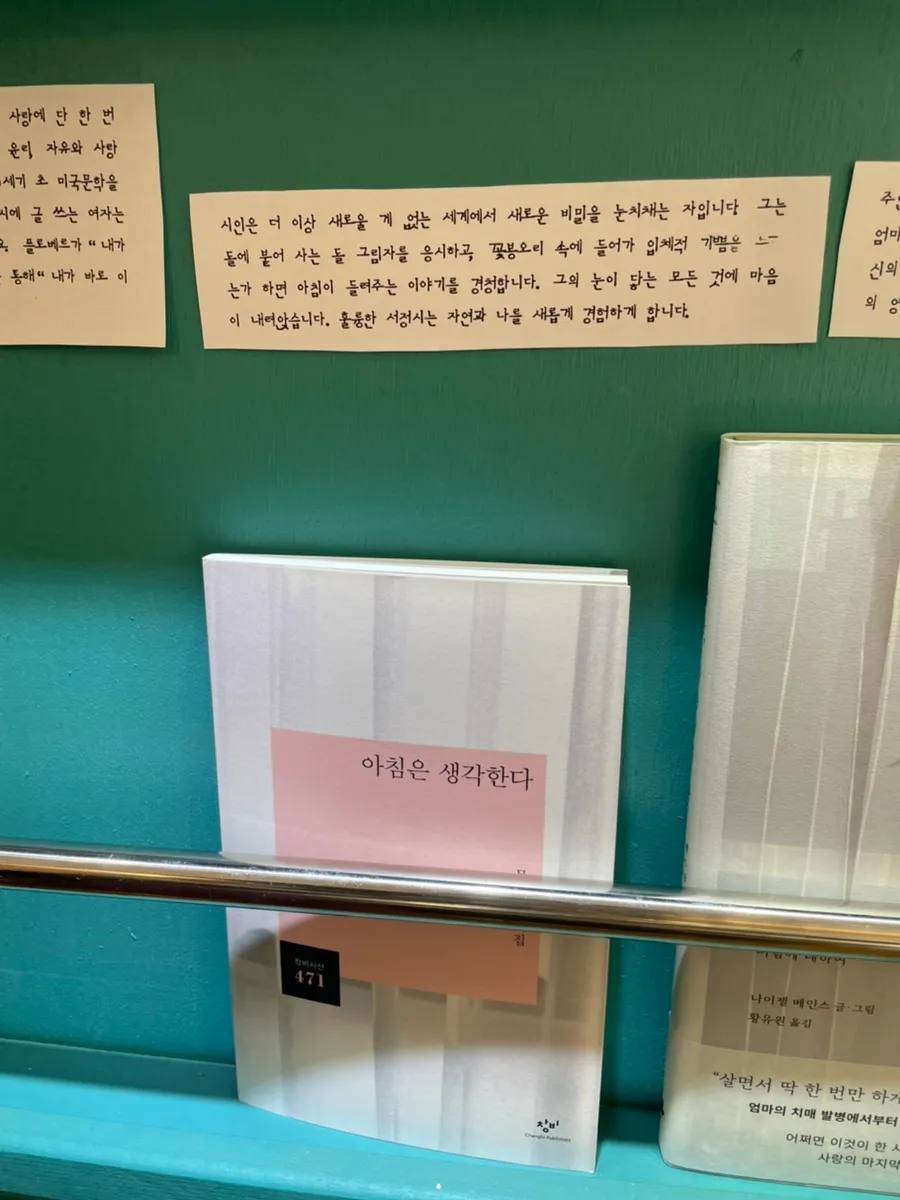 사랑에 단 한 번
윤리, 자유와 사랑
세기 초 미국문학을
시에 글 쓰는 여자는
플로베르가 “내가
통해“ 내가 바로 이
시인은 더 이상 새로울 게 없는 세계에서 새로운 비밀을 눈치채는 자입니다. 그는
돌에 붙어 사는 돌 그림자를 응시하고, 꽃봉오리 속에 들어가 입체적 기쁨을 느
는가 하면 아침이 들려주는 이야기를 경청합니다. 그의 눈이 닿는 모든 것에 마음
이 내려앉습니다. 훌륭한 서정시는 자연과 나를 새롭게 경험하게 합니다.
엄마
신의
의 영
아침은 생각한다
집
창비시선
471
창비
Changbi Publishers
대하여
나이젤 베인스 글·그림
황유원 옮김
“살면서 딱 한 번만 하게
엄마의 치매 발병에서부터
어쩌면 이것이 한 사
사랑의 마지막